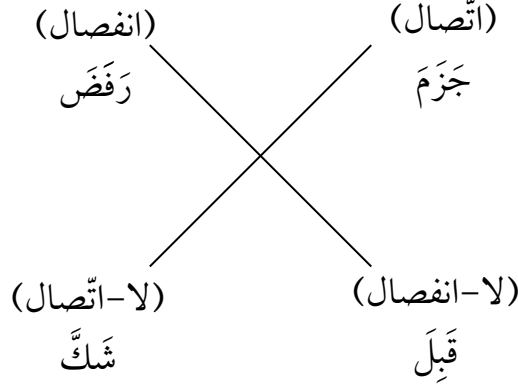 (اتّصال)
جَزَمَ
(انفصال)
رَفَضَ
(لا-انفصال)
قَبِلَ
(لا-اتّصال)
شَكَّ